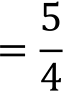 = 5/4